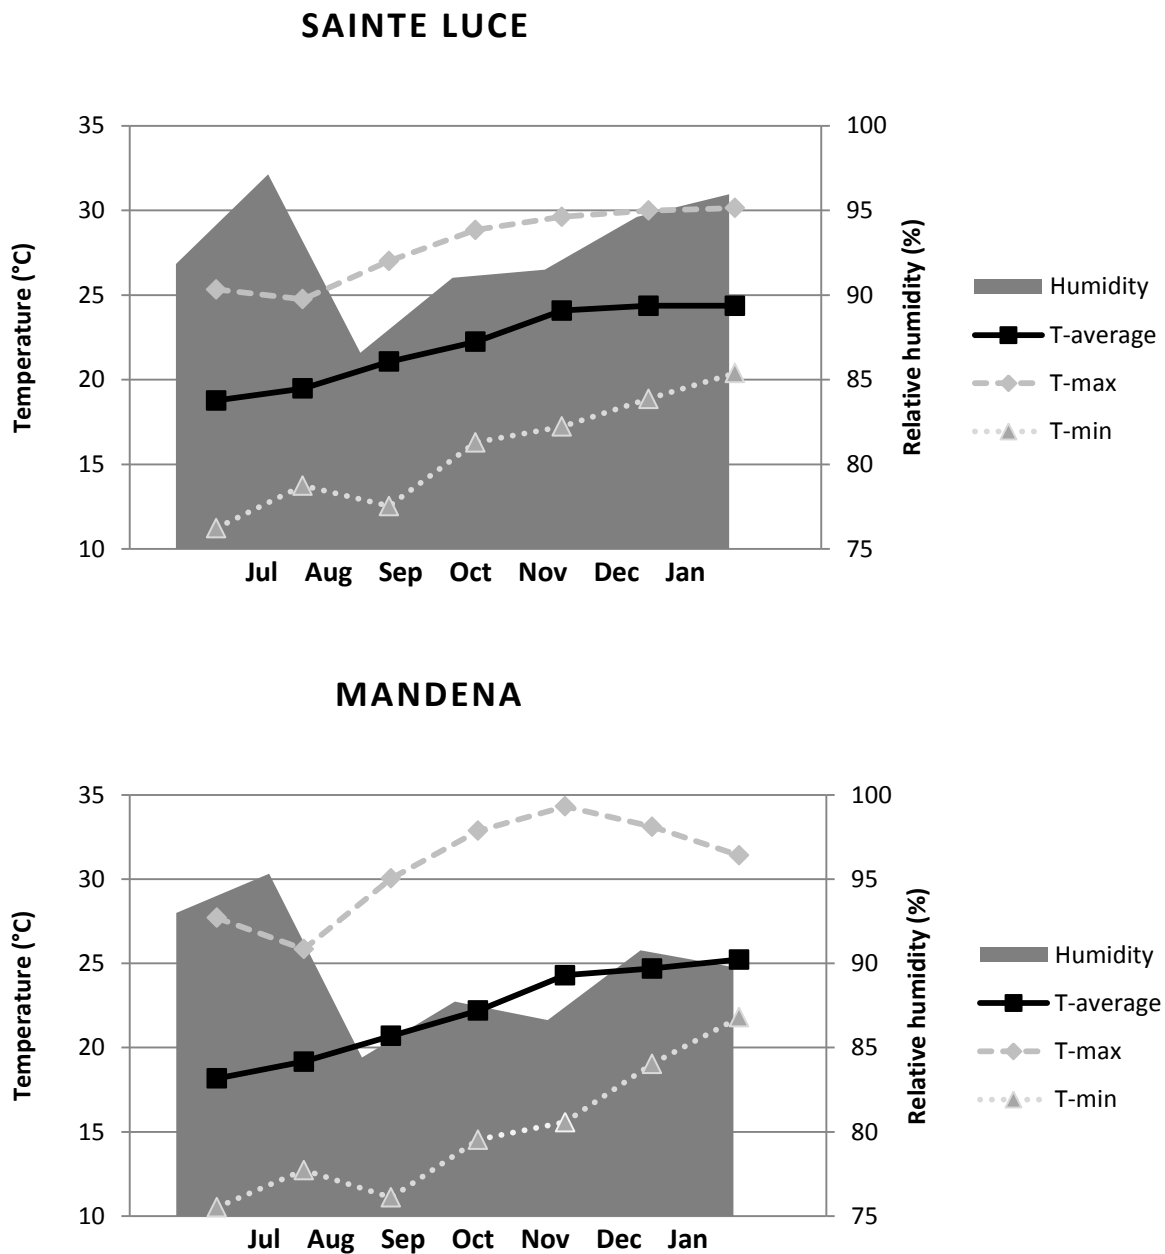 SAINTE LUCE
35 100
30 95
25 90
20 85
15 80
10 75
Temperature (°C)
Relative humidity (%)
Jul Aug Sep Oct Nov Dec Jan
Humidity
T-average
T-max
T-min
MANDENA
35 100
30 95
25 90
20 85
15 80
10 75
Temperature (°C)
Relative humidity (%)
Jul Aug Sep Oct Nov Dec Jan
Humidity
T-average
T-max
T-min